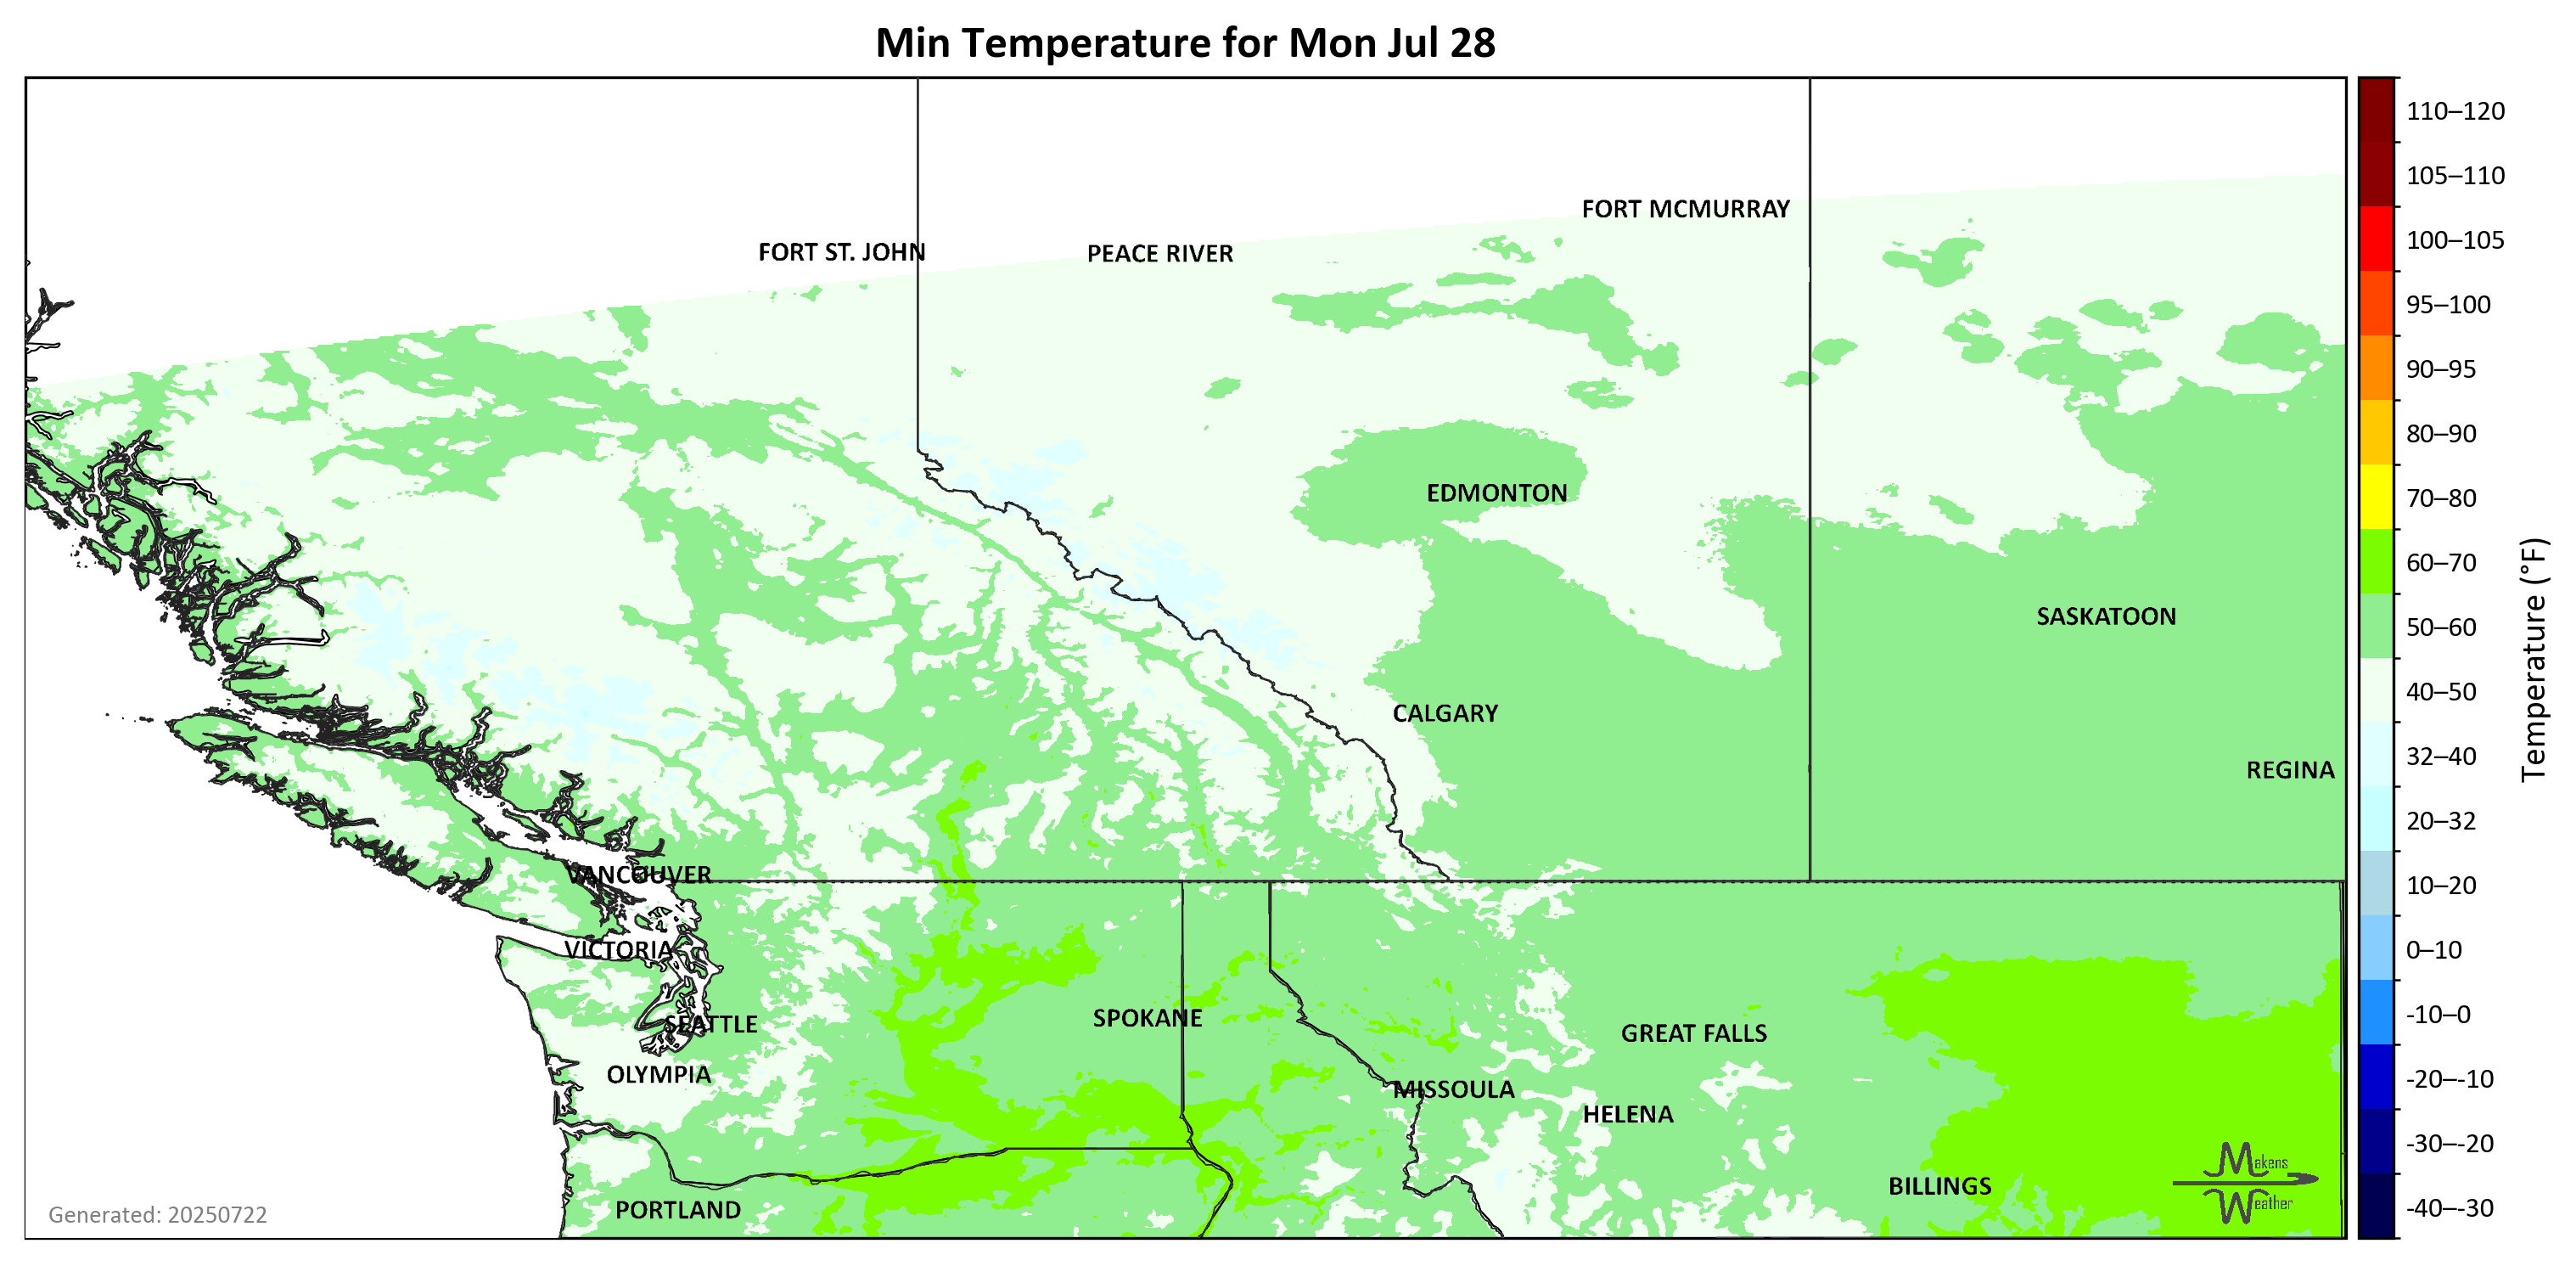 Min Temperature for Mon Jul 28
110–120
105–110
100–105
95–100
90–95
80–90
70–80
60–70
50–60
40–50
32–40
20–32
10–20
0–10
-10–0
-20–-10
-30–-20
-40–-30
Temperature (°F)
FORT MCMURRAY
FORT ST. JOHN
PEACE RIVER
EDMONTON
SASKATOON
CALGARY
REGINA
VANCOUVER
VICTORIA
SPOKANE
SEATTLE
GREAT FALLS
OLYMPIA
MISSOULA
HELENA
BILLINGS
PORTLAND
Makens
Weather
Generated: 20250722